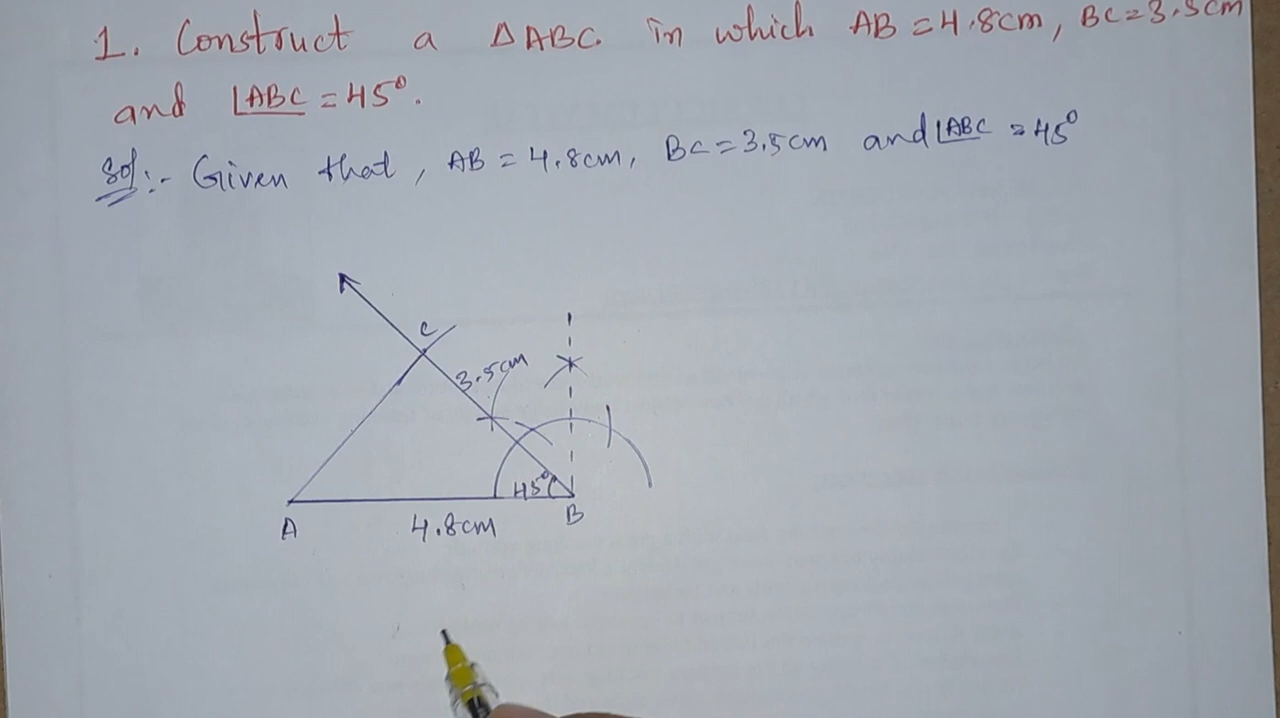 1. Construct a ΔABC. in which AB = 4.8cm, BC = 3.5cm
and ∠ABC = 45°.
Sol:- Given that, AB = 4.8cm, BC = 3.5cm and ∠ABC = 45°
C
3.5cm
45°
A
4.8cm
B